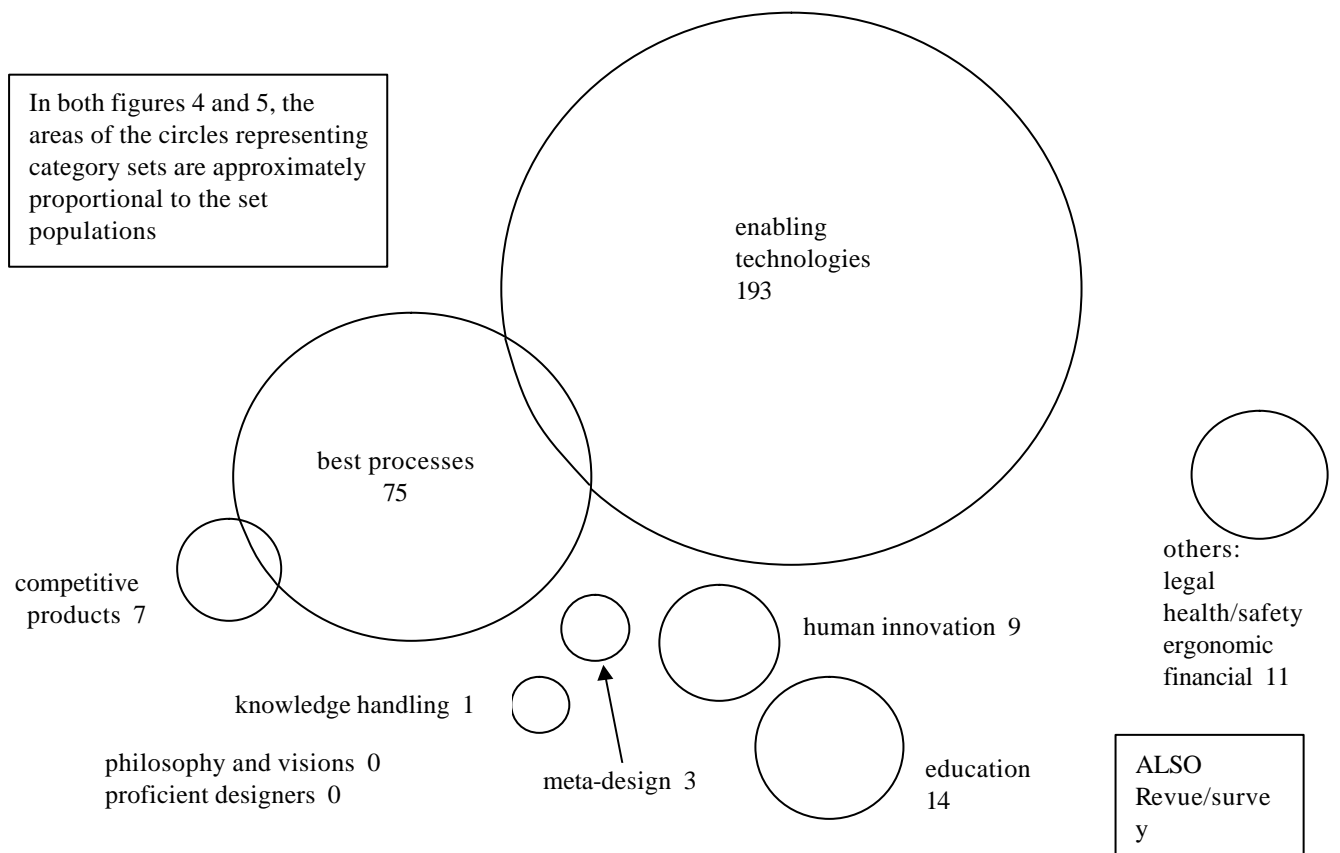 In both figures 4 and 5, the
areas of the circles representing
category sets are approximately
proportional to the set
populations
enabling
technologies
193
best processes
75
competitive
products 7
others:
legal
health/safety
ergonomic
financial 11
human innovation 9
knowledge handling 1
philosophy and visions 0
proficient designers 0
meta-design 3
education
14
ALSO
Revue/surve
y